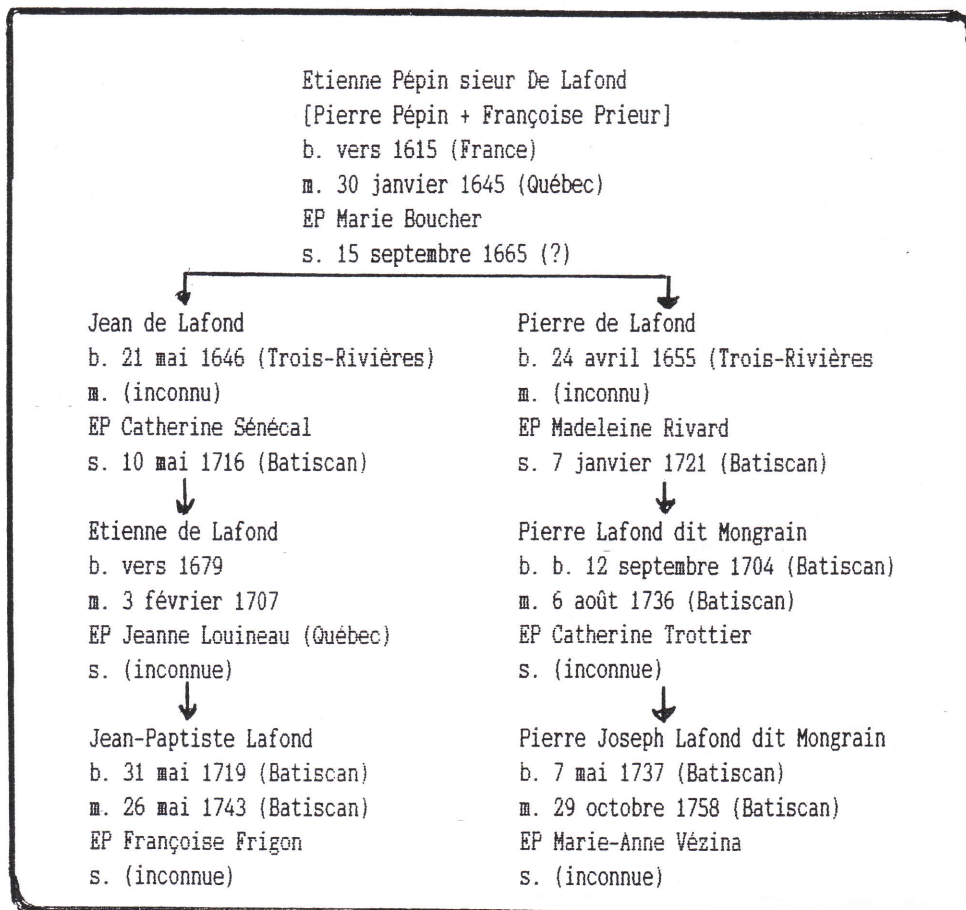 Etienne Pépin sieur De Lafond
[Pierre Pépin + Françoise Prieur]
b. vers 1615 (France)
m. 30 janvier 1645 (Québec)
EP Marie Boucher
s. 15 septembre 1665 (?)
Jean de Lafond
b. 21 mai 1646 (Trois-Rivières)
m. (inconnu)
EP Catherine Sénécal
s. 10 mai 1716 (Batiscan)
Etienne de Lafond
b. vers 1679
m. 3 février 1707
EP Jeanne Louineau (Québec)
s. (inconnue)
Jean-Paptiste Lafond
b. 31 mai 1719 (Batiscan)
m. 26 mai 1743 (Batiscan)
EP Françoise Frigon
s. (inconnue)
Pierre de Lafond
b. 24 avril 1655 (Trois-Rivières
m. (inconnu)
EP Madeleine Rivard
s. 7 janvier 1721 (Batiscan)
Pierre Lafond dit Mongrain
b. b. 12 septembre 1704 (Batiscan)
m. 6 août 1736 (Batiscan)
EP Catherine Trottier
s. (inconnue)
Pierre Joseph Lafond dit Mongrain
b. 7 mai 1737 (Batiscan)
m. 29 octobre 1758 (Batiscan)
EP Marie-Anne Vézina
s. (inconnue)